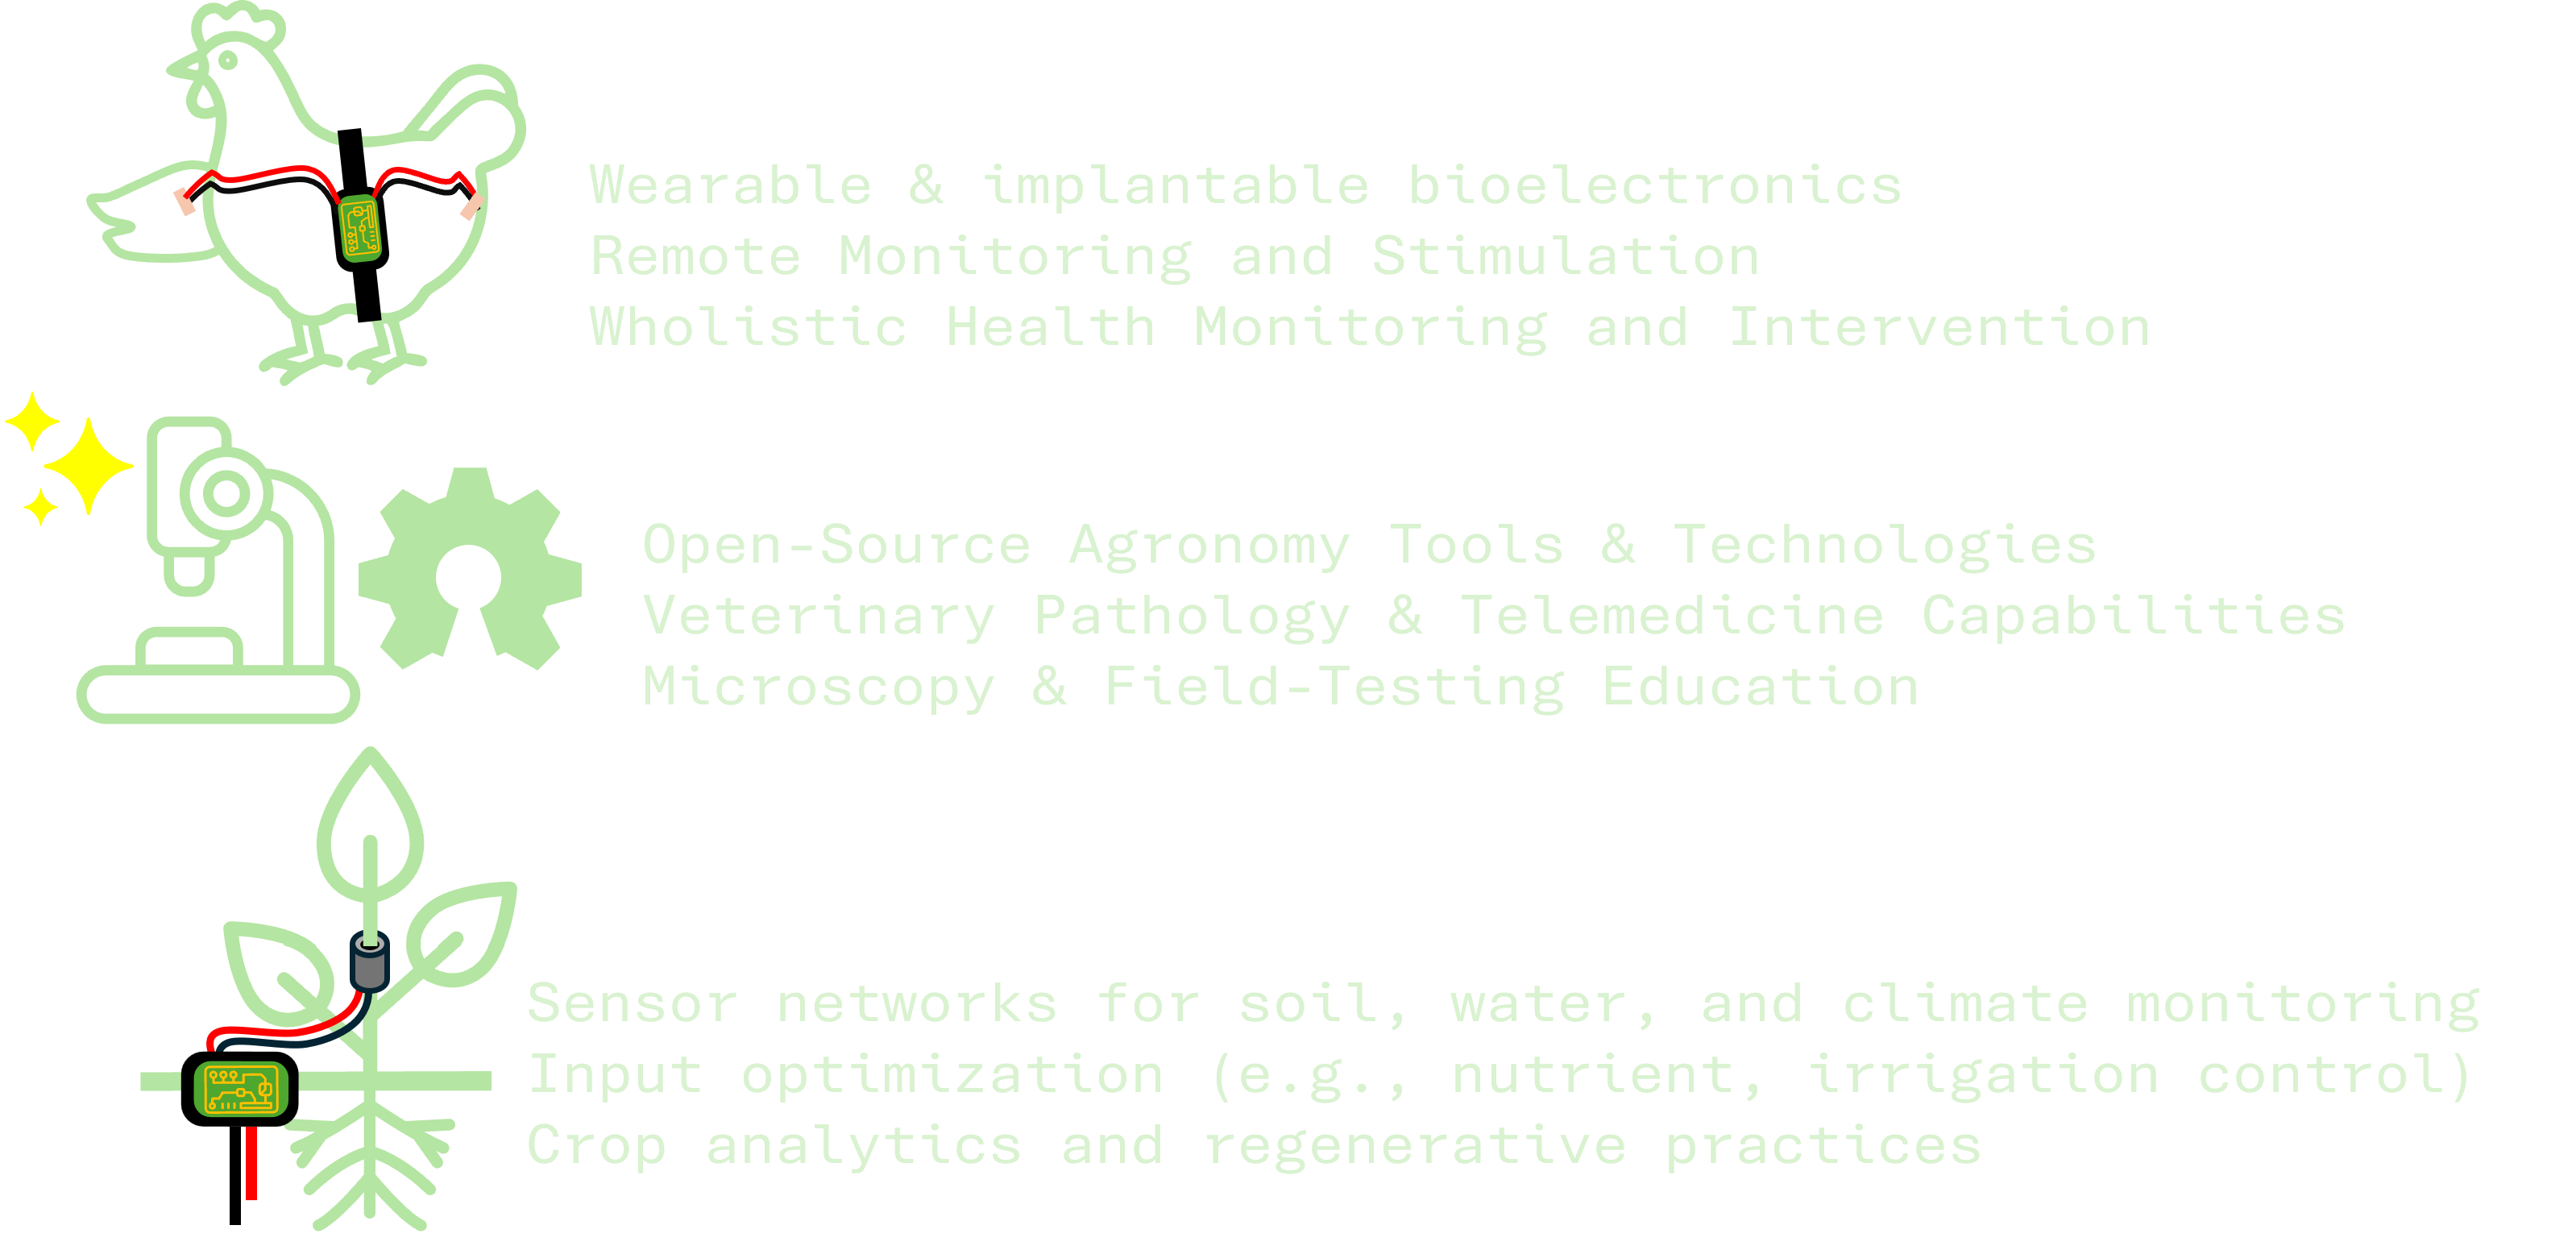 Wearable & implantable bioelectronics
Remote Monitoring and Stimulation
Wholistic Health Monitoring and Intervention
Open-Source Agronomy Tools & Technologies
Veterinary Pathology & Telemedicine Capabilities
Microscopy & Field-Testing Education
Sensor networks for soil, water, and climate monitoring
Input optimization (e.g., nutrient, irrigation control)
Crop analytics and regenerative practices